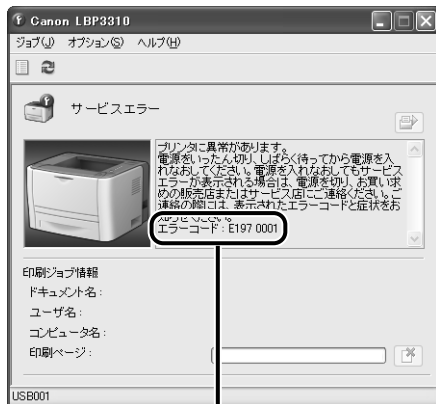 Canon LBP3310
ジョブ(J) オプション(S) ヘルプ(H)
サービスエラー
プリンタに異常があります。
電源をいったん切り、しばらく待ってから電源を入
れなおしてください。電源を入れなおしてもサービス
エラーが表示される場合は、電源を切り、お買い求
めの販売店またはサービス店にご連絡ください。ご
連絡の際には、表示されたエラーコードと症状をお
知らせください。
エラーコード : E197 0001
印刷ジョブ情報
ドキュメント名 :
ユーザ名 :
コンピュータ名 :
印刷ページ :
USB001